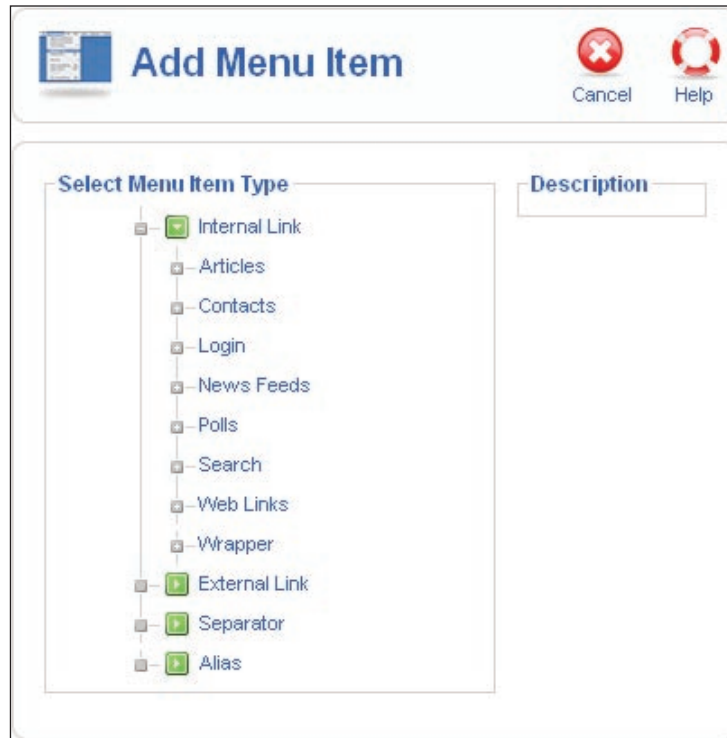 Add Menu Item
Cancel
Help
Select Menu Item Type
Description
Internal Link
Articles
Contacts
Login
News Feeds
Polls
Search
Web Links
Wrapper
External Link
Separator
Alias